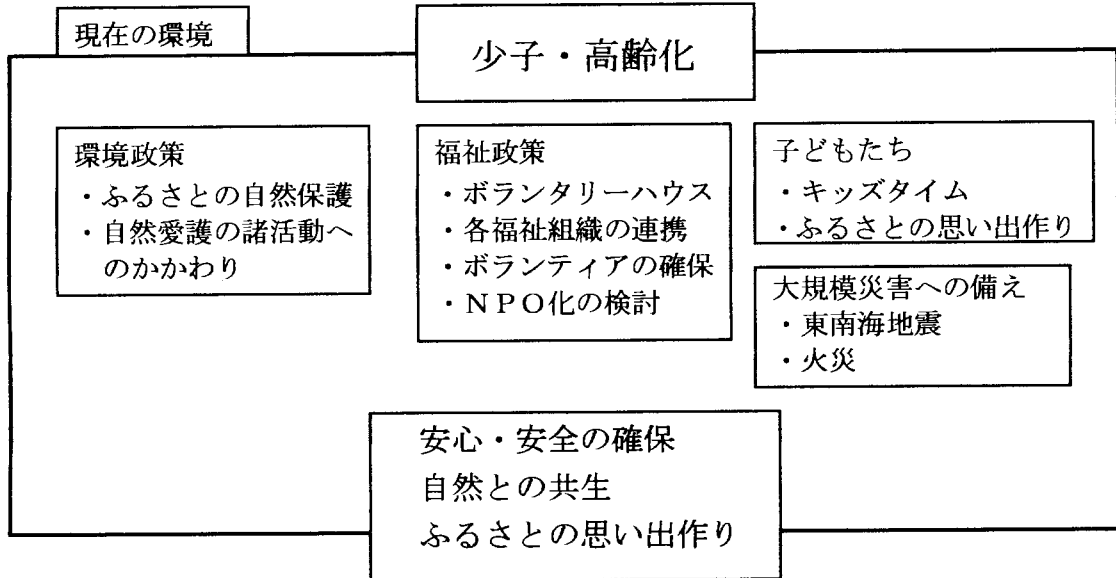 現在の環境
少子・高齢化
環境政策
・ふるさとの自然保護
・自然愛護の諸活動へ
のかかわり
福祉政策
・ボランタリーハウス
・各福祉組織の連携
・ボランティアの確保
・ＮＰＯ化の検討
子どもたち
・キッズタイム
・ふるさとの思い出作り
大規模災害への備え
・東南海地震
・火災
安心・安全の確保
自然との共生
ふるさとの思い出作り